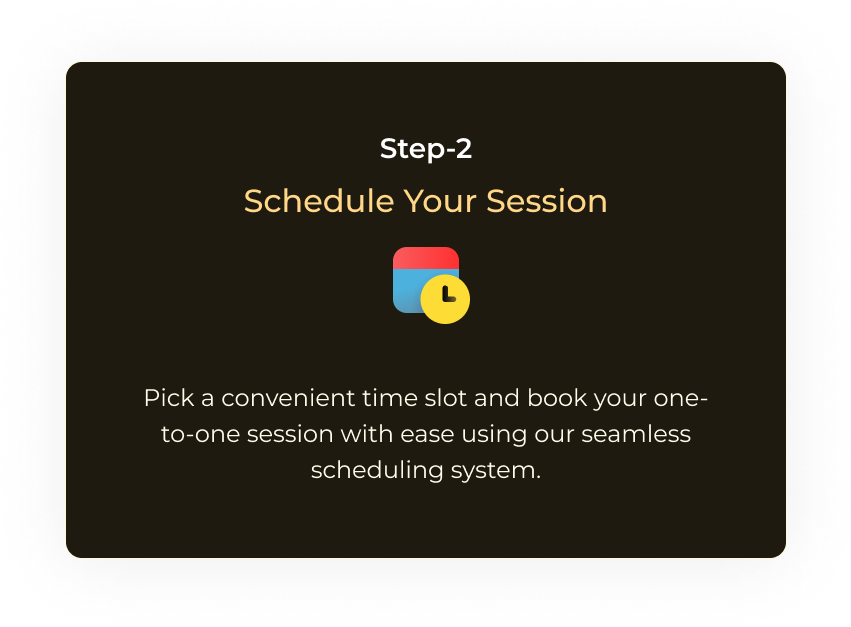 Step-2
Schedule Your Session
Pick a convenient time slot and book your one-
to-one session with ease using our seamless
scheduling system.